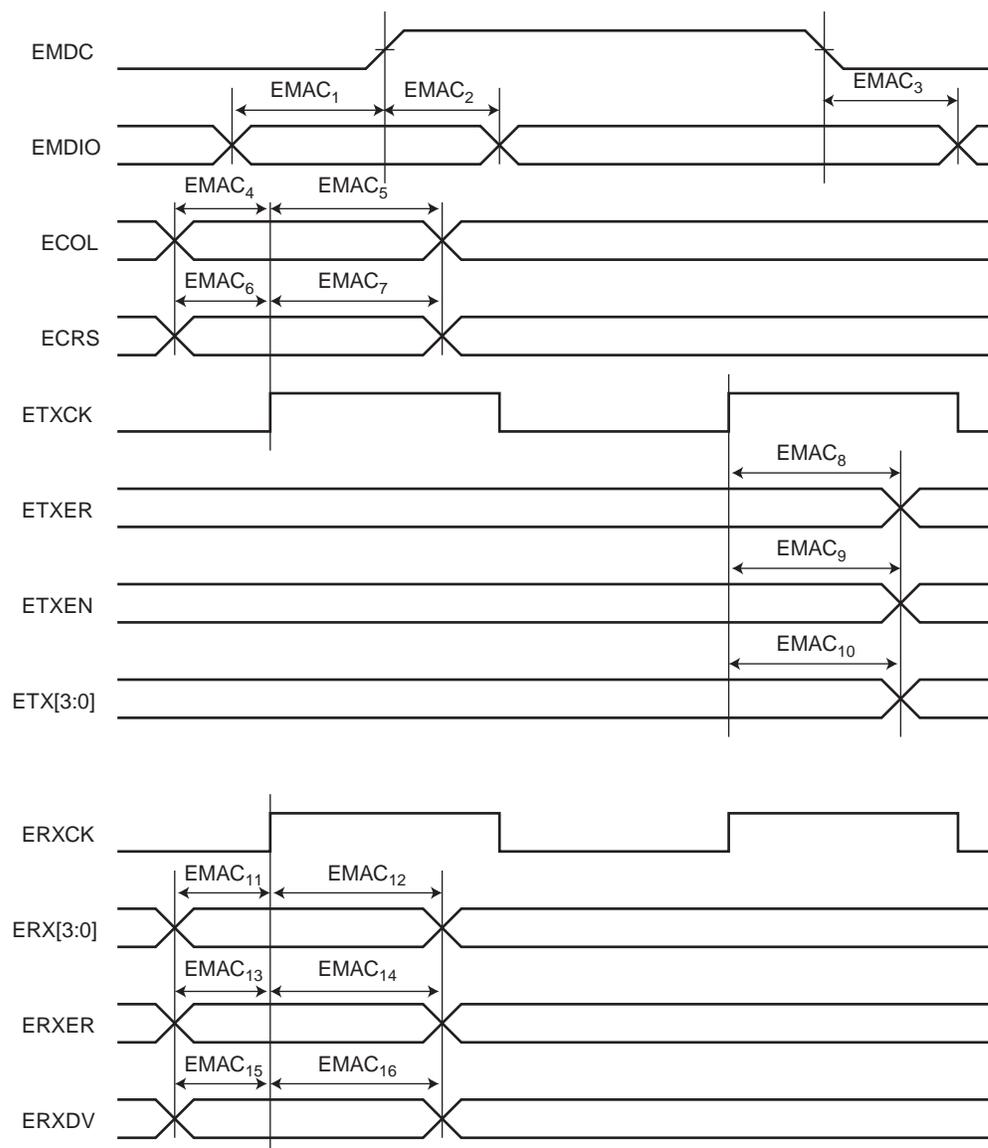 EMDC
EMAC₁ EMAC₂ EMAC₃
EMDIO
EMAC₄ EMAC₅
ECOL
EMAC₆ EMAC₇
ECRS
ETXCK
EMAC₈
ETXER
EMAC₉
ETXEN
EMAC₁₀
ETX[3:0]
ERXCK
EMAC₁₁ EMAC₁₂
ERX[3:0]
EMAC₁₃ EMAC₁₄
ERXER
EMAC₁₅ EMAC₁₆
ERXDV